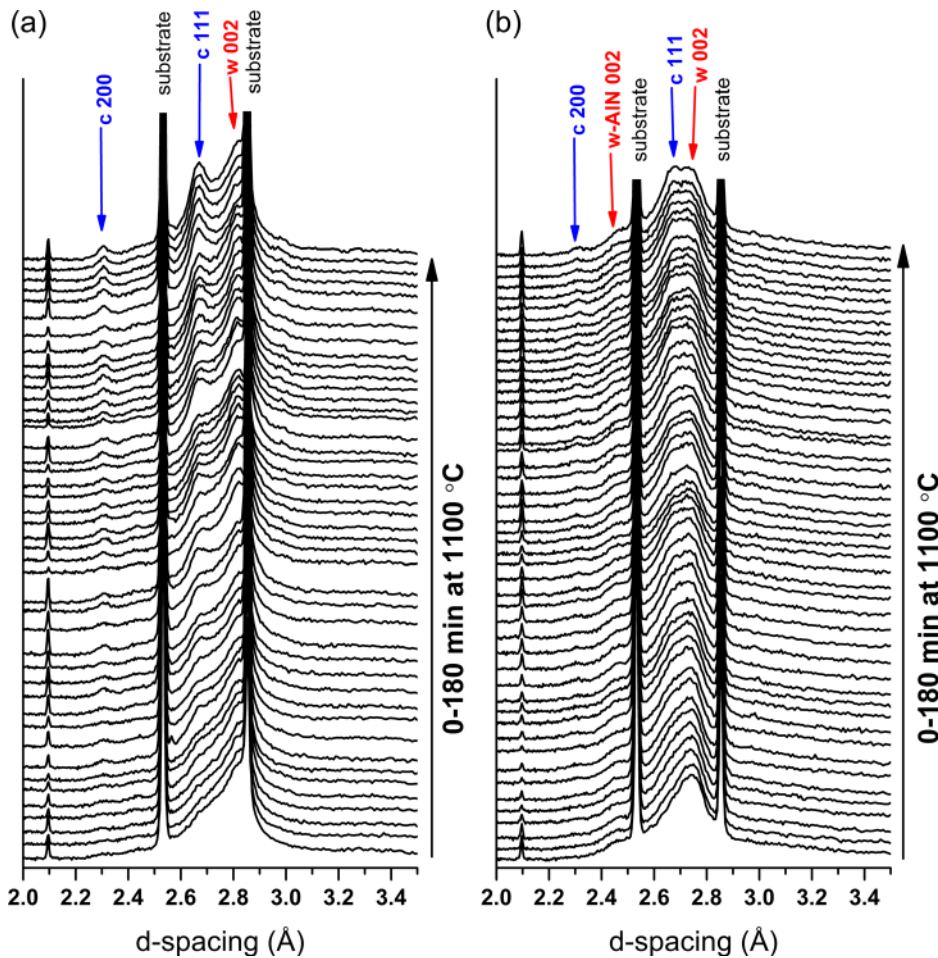 (a)
c 200
substrate
c 111
w 002
substrate
0-180 min at 1100 °C
2.0 2.2 2.4 2.6 2.8 3.0 3.2 3.4
d-spacing (Å)
(b)
c 200
w-AlN 002
substrate
c 111
w 002
substrate
0-180 min at 1100 °C
2.0 2.2 2.4 2.6 2.8 3.0 3.2 3.4
d-spacing (Å)